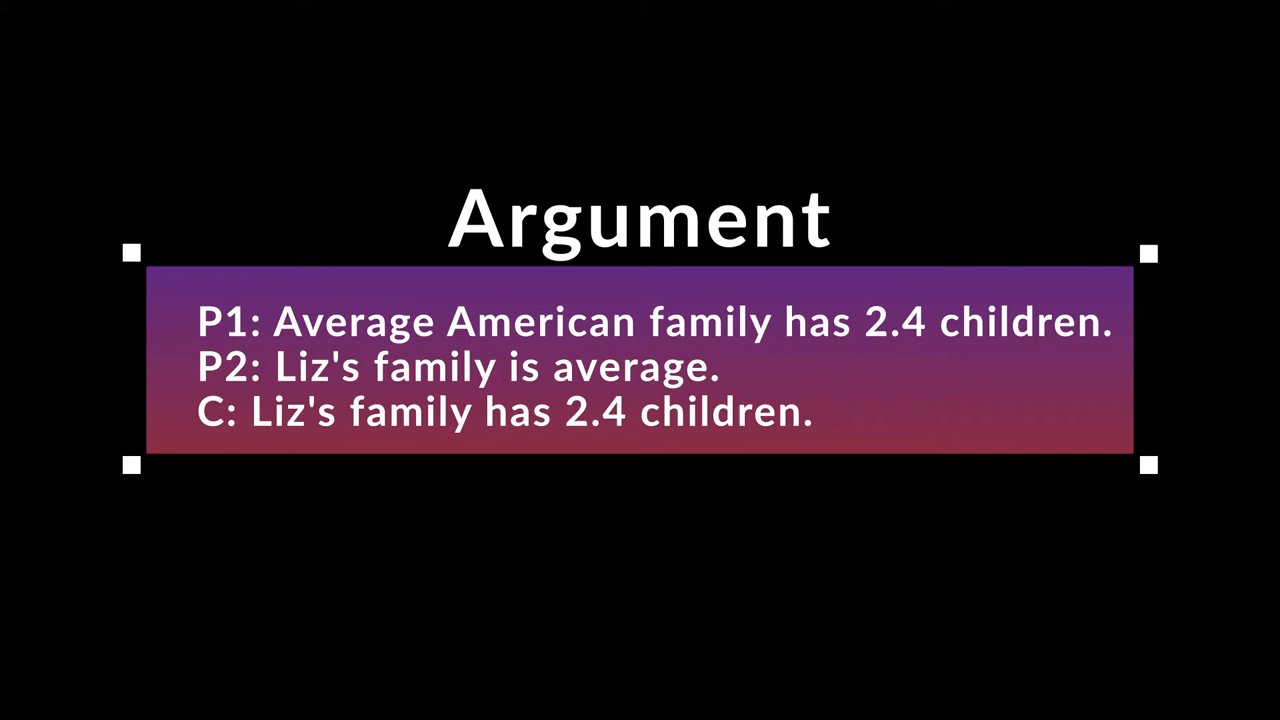 Argument
P1: Average American family has 2.4 children.
P2: Liz's family is average.
C: Liz's family has 2.4 children.